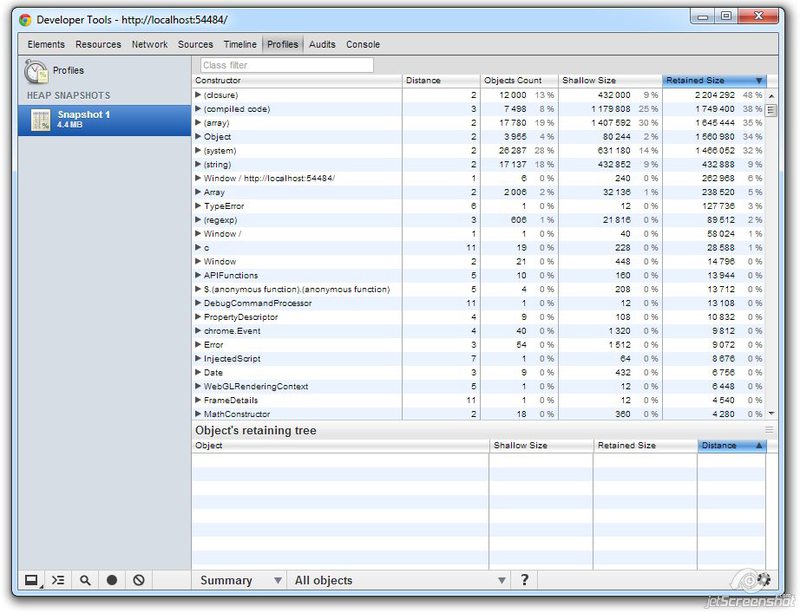 Developer Tools - http://localhost:54484/
Elements Resources Network Sources Timeline Profiles Audits Console
Profiles
HEAP SNAPSHOTS
Snapshot 1
4.4 MB
Class filter
Constructor Distance Objects Count Shallow Size Retained Size
(closure) 2 12 000 13 % 432 000 9 % 2 204 292 48 %
(compiled code) 3 7 498 8 % 1 179 808 25 % 1 749 400 38 %
(array) 2 17 780 19 % 1 407 592 30 % 1 645 444 35 %
Object 2 3 955 4 % 80 244 2 % 1 560 980 34 %
(system) 2 26 287 28 % 631 180 14 % 1 466 052 32 %
(string) 2 17 137 18 % 432 852 9 % 432 888 9 %
Window / http://localhost:54484/ 1 6 0 % 240 0 % 262 968 6 %
Array 2 2 006 2 % 32 136 1 % 238 520 5 %
TypeError 6 1 0 % 12 0 % 127 736 3 %
(regexp) 3 606 1 % 21 816 0 % 89 512 2 %
Window / 1 1 0 % 40 0 % 58 024 1 %
c 11 19 0 % 228 0 % 28 588 1 %
Window 2 21 0 % 448 0 % 14 796 0 %
APIFunctions 5 10 0 % 160 0 % 13 944 0 %
$.(anonymous function).(anonymous function) 5 4 0 % 208 0 % 13 712 0 %
DebugCommandProcessor 11 1 0 % 12 0 % 13 108 0 %
PropertyDescriptor 4 9 0 % 108 0 % 10 832 0 %
chrome.Event 4 40 0 % 1 320 0 % 9 812 0 %
Error 3 54 0 % 1 512 0 % 9 072 0 %
InjectedScript 7 1 0 % 64 0 % 8 676 0 %
Date 3 9 0 % 432 0 % 6 756 0 %
WebGLRenderingContext 5 1 0 % 12 0 % 6 448 0 %
FrameDetails 11 1 0 % 12 0 % 4 540 0 %
MathConstructor 2 18 0 % 360 0 % 4 280 0 %
Object's retaining tree
Object Shallow Size Retained Size Distance
Summary All objects ?
jetScreenshot